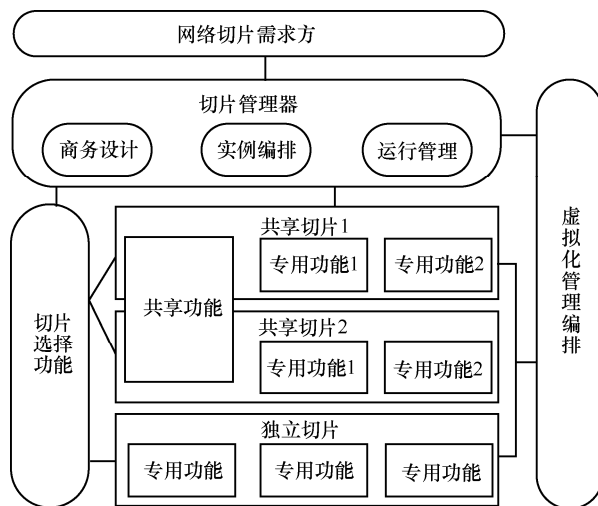 网络切片需求方
切片管理器
商务设计
实例编排
运行管理
共享切片1
专用功能1
专用功能2
共享功能
共享切片2
专用功能1
专用功能2
独立切片
专用功能
专用功能
专用功能
切片
选择
功能
虚拟化管理编排